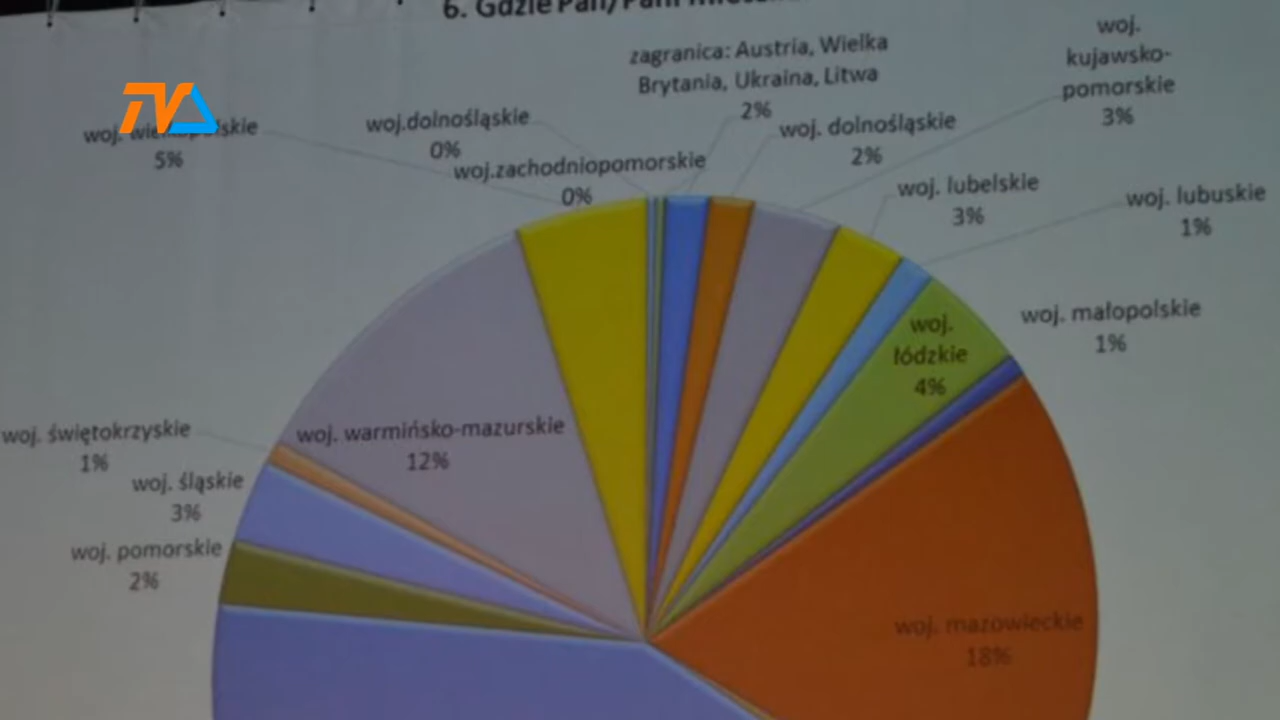 6. Gdzie Pan/Pani
zagranica: Austria, Wielka
Brytania, Ukraina, Litwa
2%
woj.
kujawsko-
pomorskie
3%
TVA
woj.
5%
woj.dolnośląskie
0%
woj.zachodniopomorskie
0%
woj. dolnośląskie
2%
woj. lubelskie
3%
woj. lubuskie
1%
woj.
łódzkie
4%
woj. małopolskie
1%
woj. świętokrzyskie
1%
woj. warmińsko-mazurskie
12%
woj. śląskie
3%
woj. pomorskie
2%
woj. mazowieckie
18%